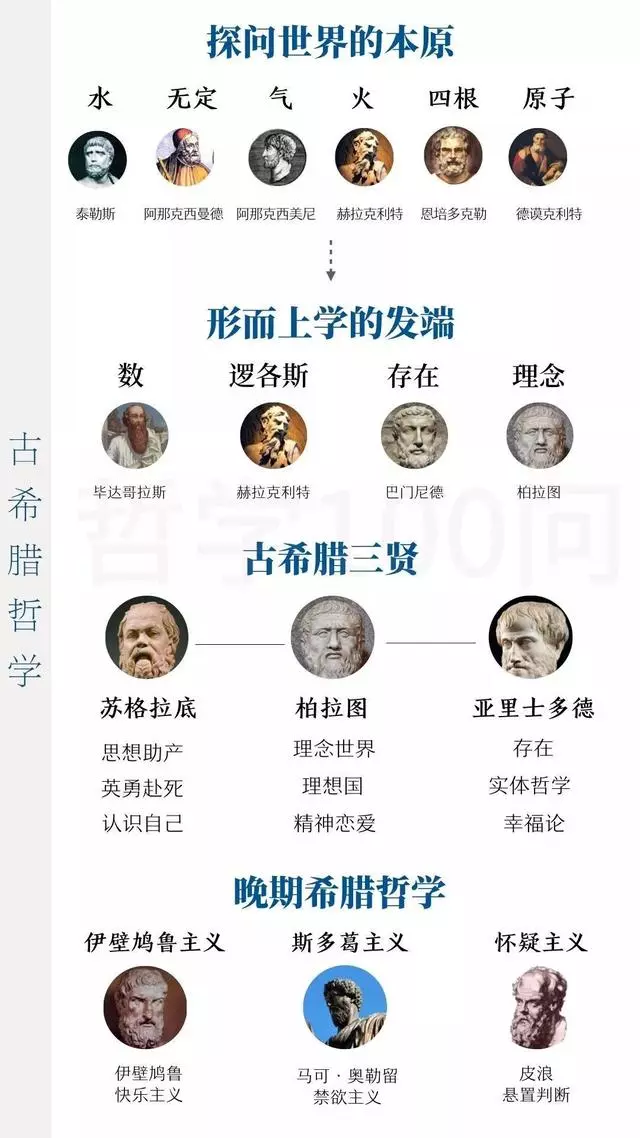 古希腊哲学
探问世界的本原
水 无定 气 火 四根 原子
泰勒斯 阿那克西曼德 阿那克西美尼 赫拉克利特 恩培多克勒 德谟克利特
形而上学的发端
数 逻各斯 存在 理念
毕达哥拉斯 赫拉克利特 巴门尼德 柏拉图
哲学100问
古希腊三贤
苏格拉底 柏拉图 亚里士多德
思想助产 理念世界 存在
英勇赴死 理想国 实体哲学
认识自己 精神恋爱 幸福论
晚期希腊哲学
伊壁鸠鲁主义 斯多葛主义 怀疑主义
伊壁鸠鲁 马可·奥勒留 皮浪
快乐主义 禁欲主义 悬置判断